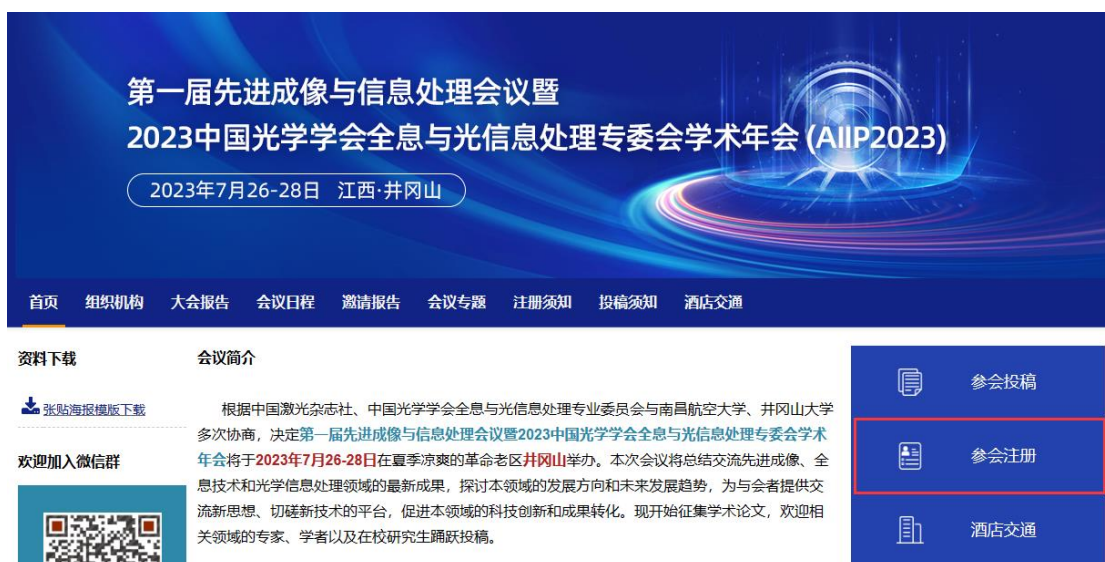 第一届先进成像与信息处理会议暨
2023中国光学学会全息与光信息处理专委会学术年会 (AIIP2023)
2023年7月26-28日 江西·井冈山
首页 组织机构 大会报告 会议日程 邀请报告 会议专题 注册须知 投稿须知 酒店交通
资料下载
张贴海报模版下载
欢迎加入微信群
会议简介
根据中国激光杂志社、中国光学学会全息与光信息处理专业委员会与南昌航空大学、井冈山大学
多次协商，决定第一届先进成像与信息处理会议暨2023中国光学学会全息与光信息处理专委会学术
年会将于2023年7月26-28日在夏季凉爽的革命老区井冈山举办。本次会议将总结交流先进成像、全
息技术和光学信息处理领域的最新成果，探讨本领域的发展方向和未来发展趋势，为与会者提供交
流新思想、切磋新技术的平台，促进本领域的科技创新和成果转化。现开始征集学术论文，欢迎相
关领域的专家、学者以及在校研究生踊跃投稿。
参会投稿
参会注册
酒店交通